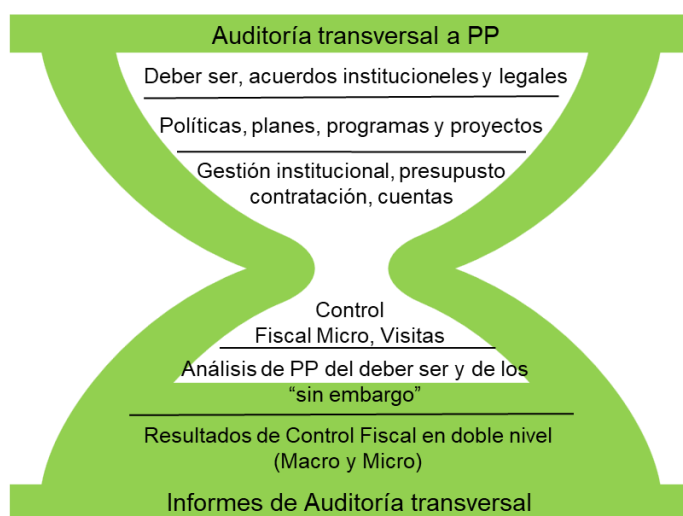 Auditoría transversal a PP
Deber ser, acuerdos institucioneles y legales
Políticas, planes, programas y proyectos
Gestión institucional, presupusto
contratación, cuentas
Control
Fiscal Micro, Visitas
Análisis de PP del deber ser y de los
“sin embargo”
Resultados de Control Fiscal en doble nivel
(Macro y Micro)
Informes de Auditoría transversal